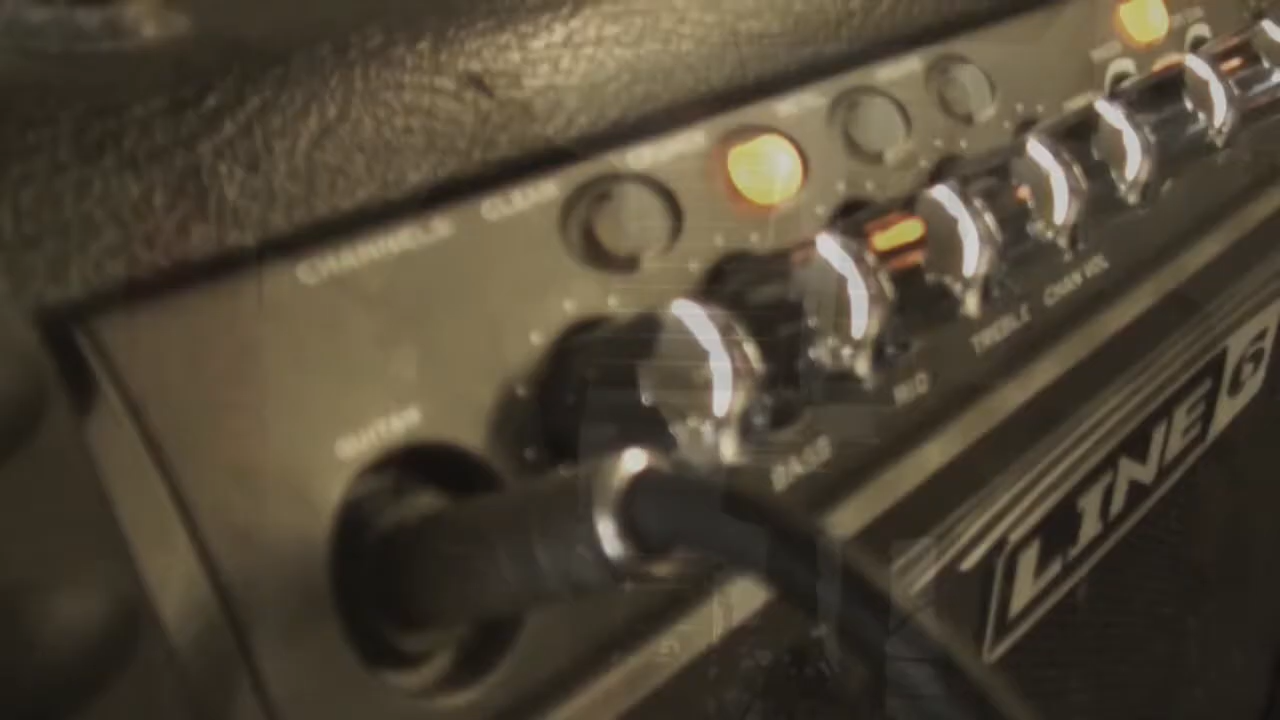 CHANNELS CLEAN
GUITAR
BASS
MID
TREBLE
CHAN VOL
LINE 6